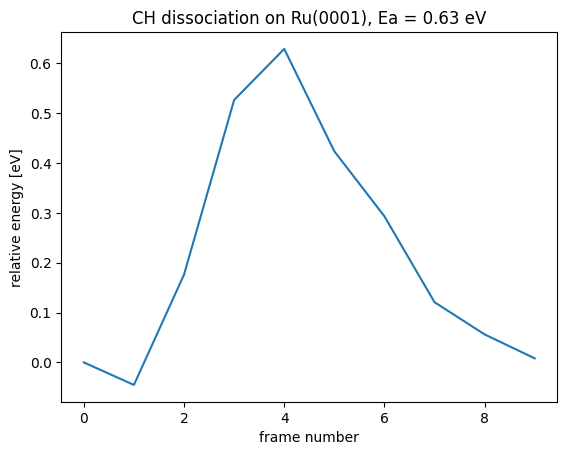 CH dissociation on Ru(0001), Ea = 0.63 eV
relative energy [eV]
0.6
0.5
0.4
0.3
0.2
0.1
0.0
0 2 4 6 8
frame number